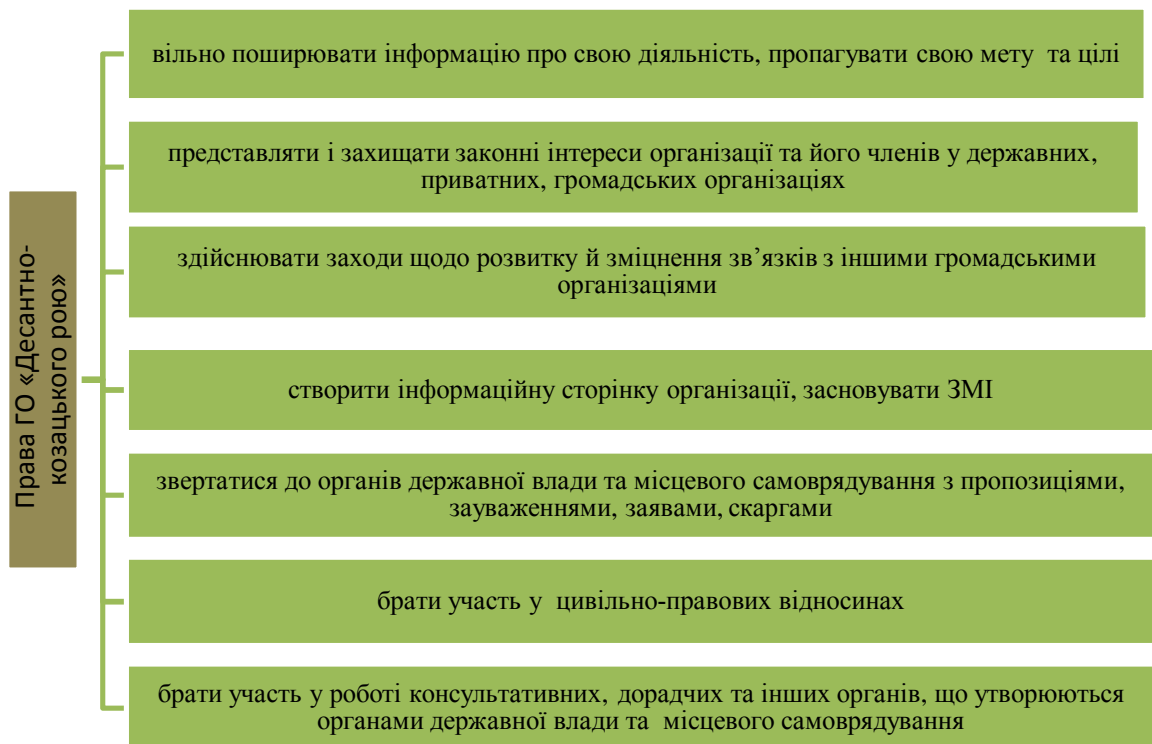 Права ГО «Десантно-
козацького рою»
вільно поширювати інформацію про свою діяльність, пропагувати свою мету та цілі
представляти і захищати законні інтереси організації та його членів у державних,
приватних, громадських організаціях
здійснювати заходи щодо розвитку й зміцнення зв’язків з іншими громадськими
організаціями
створити інформаційну сторінку організації, засновувати ЗМІ
звертатися до органів державної влади та місцевого самоврядування з пропозиціями,
зауваженнями, заявами, скаргами
брати участь у цивільно-правових відносинах
брати участь у роботі консультативних, дорадчих та інших органів, що утворюються
органами державної влади та місцевого самоврядування